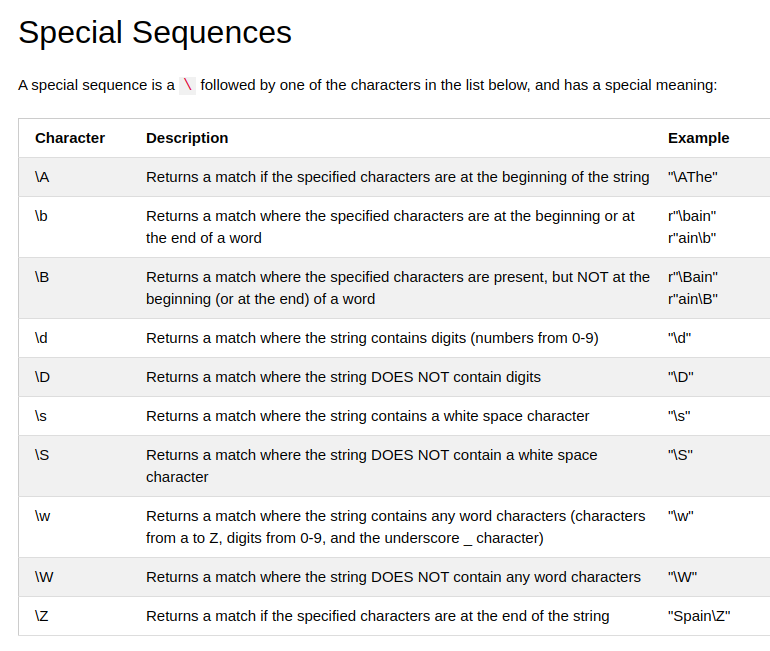 Special Sequences
A special sequence is a \ followed by one of the characters in the list below, and has a special meaning:
Character Description Example
\A Returns a match if the specified characters are at the beginning of the string "\AThe"
\b Returns a match where the specified characters are at the beginning or at r"\bain"
the end of a word r"ain\b"
\B Returns a match where the specified characters are present, but NOT at the r"\Bain"
beginning (or at the end) of a word r"ain\B"
\d Returns a match where the string contains digits (numbers from 0-9) "\d"
\D Returns a match where the string DOES NOT contain digits "\D"
\s Returns a match where the string contains a white space character "\s"
\S Returns a match where the string DOES NOT contain a white space "\S"
character
\w Returns a match where the string contains any word characters (characters "\w"
from a to Z, digits from 0-9, and the underscore _ character)
\W Returns a match where the string DOES NOT contain any word characters "\W"
\Z Returns a match if the specified characters are at the end of the string "Spain\Z"